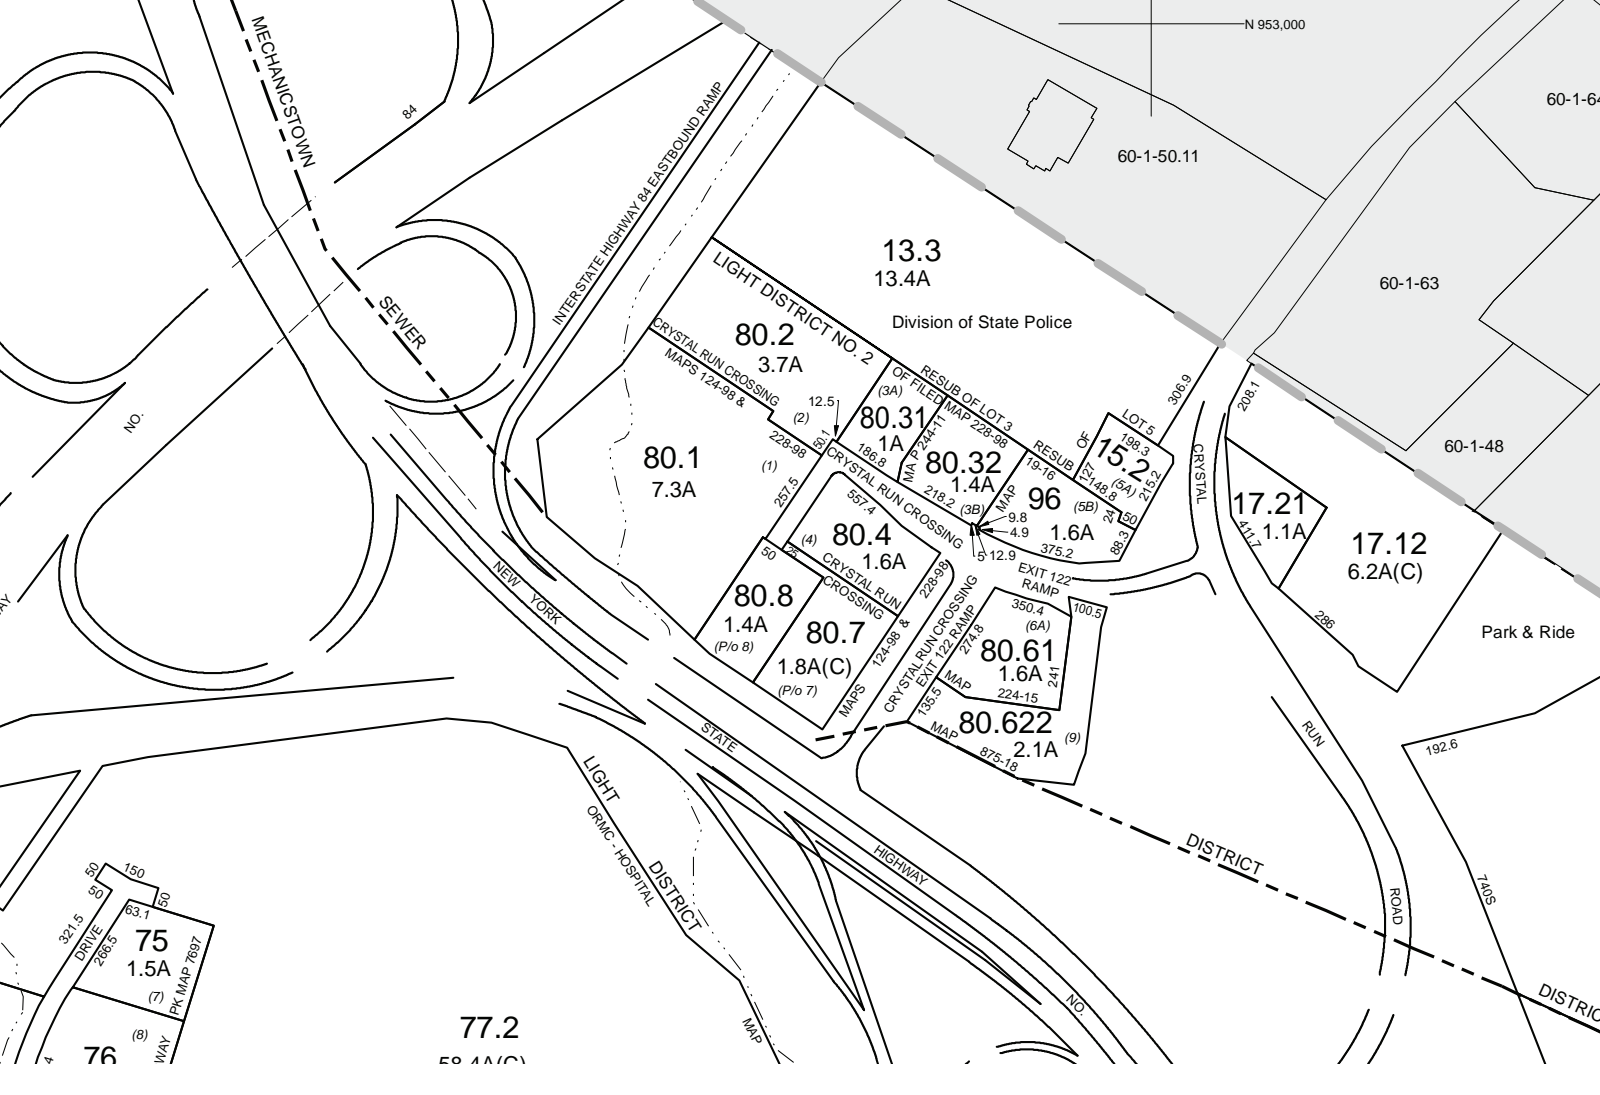 N 953,000
MECHANICSTOWN
84
INTERSTATE HIGHWAY 84 EASTBOUND RAMP
60-1-64
60-1-50.11
13.3
13.4A
Division of State Police
60-1-63
60-1-48
SEWER
NO.
LIGHT DISTRICT NO. 2
80.2
3.7A
CRYSTAL RUN CROSSING
MAPS 124-98 &
228-98
(2)
12.5
50.1
(1)
257.5
80.1
7.3A
RESUB OF LOT 3
OF FILED
MAP 228-98
(3A)
80.31
1A
186.8
MAP 244-11
80.32
1.4A
218.2
(3B)
RESUB
OF
LOT 5
19-16
MAP
96
(5B)
1.6A
375.2
9.8
4.9
5
12.9
24
50
88.3
15.2
198.3
127
148.8
(5A)
215.2
306.9
208.1
CRYSTAL
17.21
1.1A
411.7
17.12
6.2A(C)
286
Park & Ride
CRYSTAL RUN CROSSING
557.4
80.4
1.6A
(4)
25
50
CRYSTAL RUN
CROSSING
228-98
124-98 &
MAPS
80.8
1.4A
(P/o 8)
80.7
1.8A(C)
(P/o 7)
CRYSTAL RUN CROSSING
EXIT 122 RAMP
EXIT 122
RAMP
274.8
350.4
(6A)
100.5
80.61
1.6A
241
MAP
224-15
135.5
80.622
2.1A
(9)
MAP
875-18
NEW
YORK
STATE
HIGHWAY
NO.
RUN
ROAD
192.6
740S
DISTRICT
LIGHT
DISTRICT
ORMC - HOSPITAL
MAP
50
150
50
50
63.1
321.5
DRIVE
266.5
75
1.5A
(7)
PK MAP 7697
(8)
76
77.2
58.4A(C)